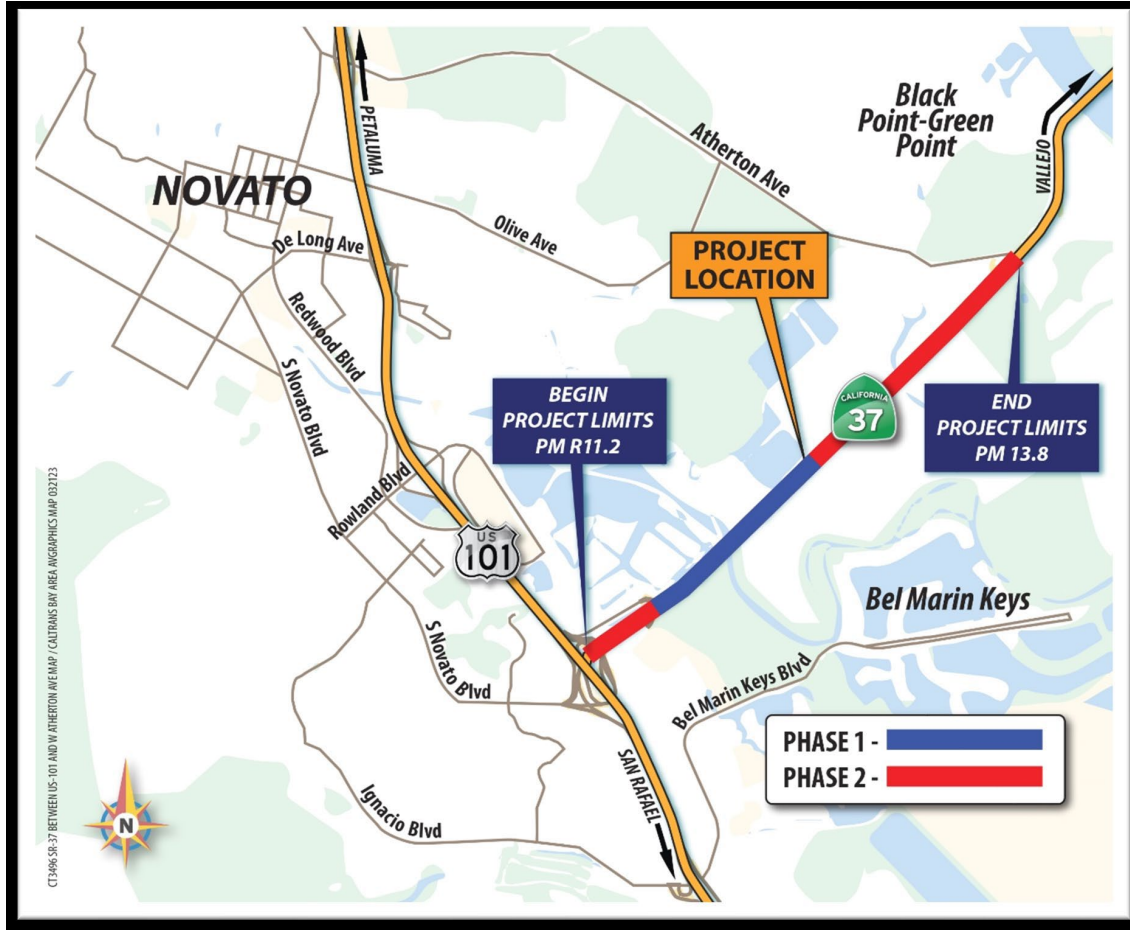 PETALUMA
Black
Point-Green
Point
VALLEJO
Atherton Ave
NOVATO
Olive Ave
De Long Ave
PROJECT
LOCATION
Redwood Blvd
S Novato Blvd
BEGIN
PROJECT LIMITS
PM R11.2
CALIFORNIA
37
END
PROJECT LIMITS
PM 13.8
Rowland Blvd
US
101
Bel Marin Keys
S Novato Blvd
Bel Marin Keys Blvd
SAN RAFAEL
PHASE 1 -
PHASE 2 -
Ignacio Blvd
N
CT3496 SR-37 BETWEEN US-101 AND W ATHERTON AVE MAP / CALTRANS BAY AREA AVGRAPHICS MAP 032123